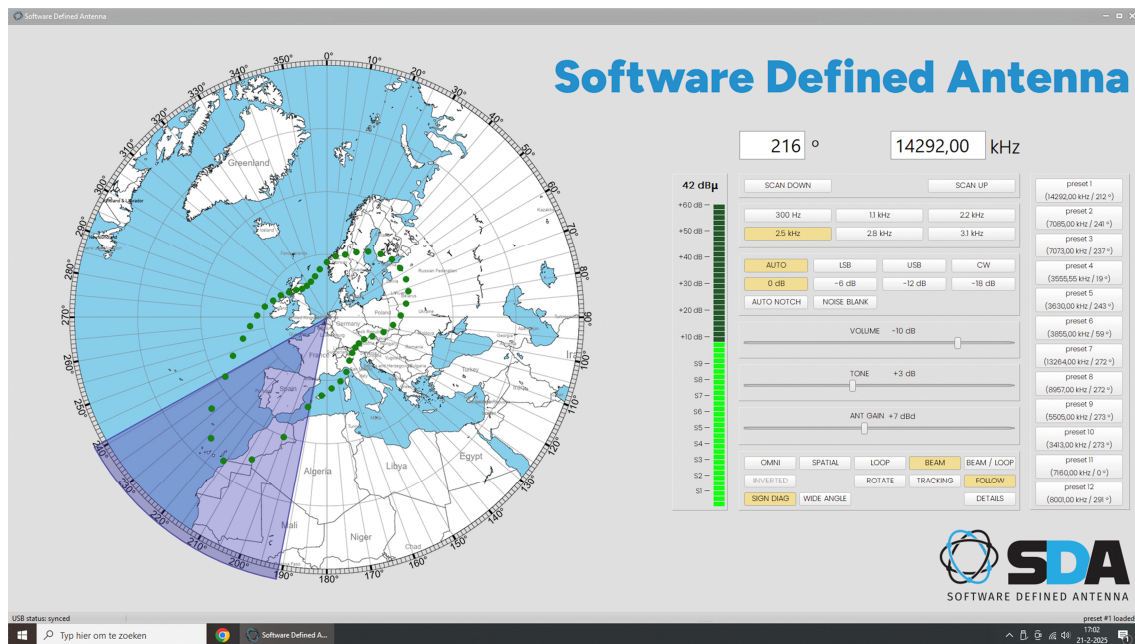 Software Defined Antenna
Software Defined Antenna
216 °
14292,00 kHz
350° 0° 10° 20° 30° 40° 50° 60° 70° 80° 90° 100° 110° 120° 130° 140° 150° 160° 170° 180° 190° 200° 210° 220° 230° 240° 250° 260° 270° 280° 290° 300° 310° 320° 330° 340°
Greenland
Iceland
Russian Federation
Poland
Germany
France
Spain
Turkey
Algeria
Libya
Egypt
Mali
Niger
Chad
42 dBµ
+60 dB
+50 dB
+40 dB
+30 dB
+20 dB
+10 dB
S9
S8
S7
S6
S5
S4
S3
S2
S1
SCAN DOWN SCAN UP
300 Hz 1.1 kHz 2.2 kHz
2.5 kHz 2.8 kHz 3.1 kHz
AUTO LSB USB CW
0 dB -6 dB -12 dB -18 dB
AUTO NOTCH NOISE BLANK
VOLUME -10 dB
TONE +3 dB
ANT GAIN +7 dBd
OMNI SPATIAL LOOP BEAM BEAM / LOOP
INVERTED ROTATE TRACKING FOLLOW
SIGN DIAG WIDE ANGLE DETAILS
preset 1
(14292,00 kHz / 212 °)
preset 2
(7085,00 kHz / 241 °)
preset 3
(7073,00 kHz / 237 °)
preset 4
(3555,55 kHz / 19 °)
preset 5
(3630,00 kHz / 243 °)
preset 6
(3855,00 kHz / 59 °)
preset 7
(13264,00 kHz / 272 °)
preset 8
(8957,00 kHz / 272 °)
preset 9
(5505,00 kHz / 273 °)
preset 10
(3413,00 kHz / 273 °)
preset 11
(7160,00 kHz / 0 °)
preset 12
(8001,00 kHz / 291 °)
SDA
SOFTWARE DEFINED ANTENNA
USB status: synced
preset #1 loaded
Typ hier om te zoeken
Software Defined A...
17:02
21-2-2025